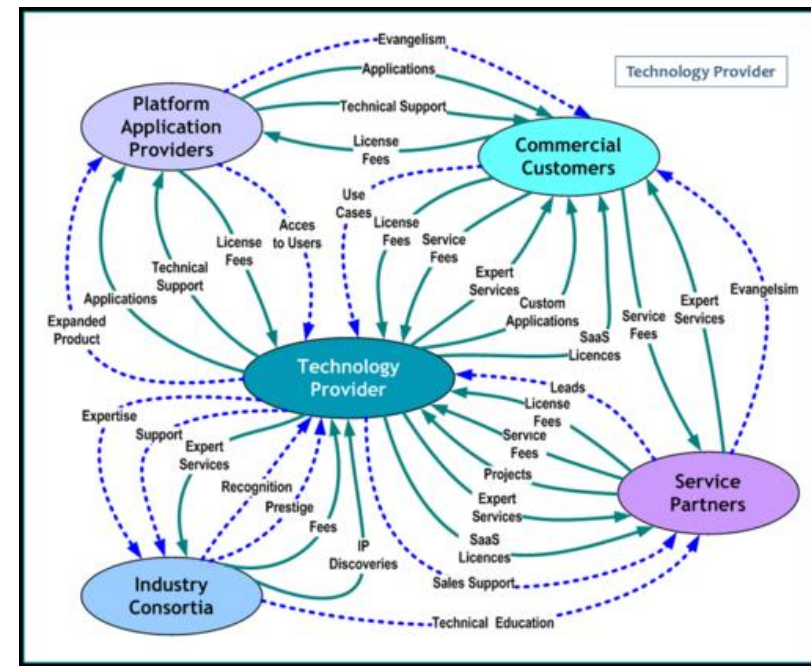 Evangelism
Applications
Technology Provider
Platform
Application
Providers
Technical Support
License
Fees
Commercial
Customers
Use
Cases
License
Fees
Service
Fees
Acces
to Users
License
Fees
Technical
Support
Applications
Expanded
Product
Expert
Services
Custom
Applications
SaaS
Licences
Service
Fees
Expert
Services
Evangelsim
Technology
Provider
Leads
License
Fees
Service
Fees
Projects
Expert
Services
SaaS
Licences
Sales Support
Service
Partners
Expertise
Support
Expert
Services
Recognition
Prestige
Fees
IP
Discoveries
Industry
Consortia
Technical Education